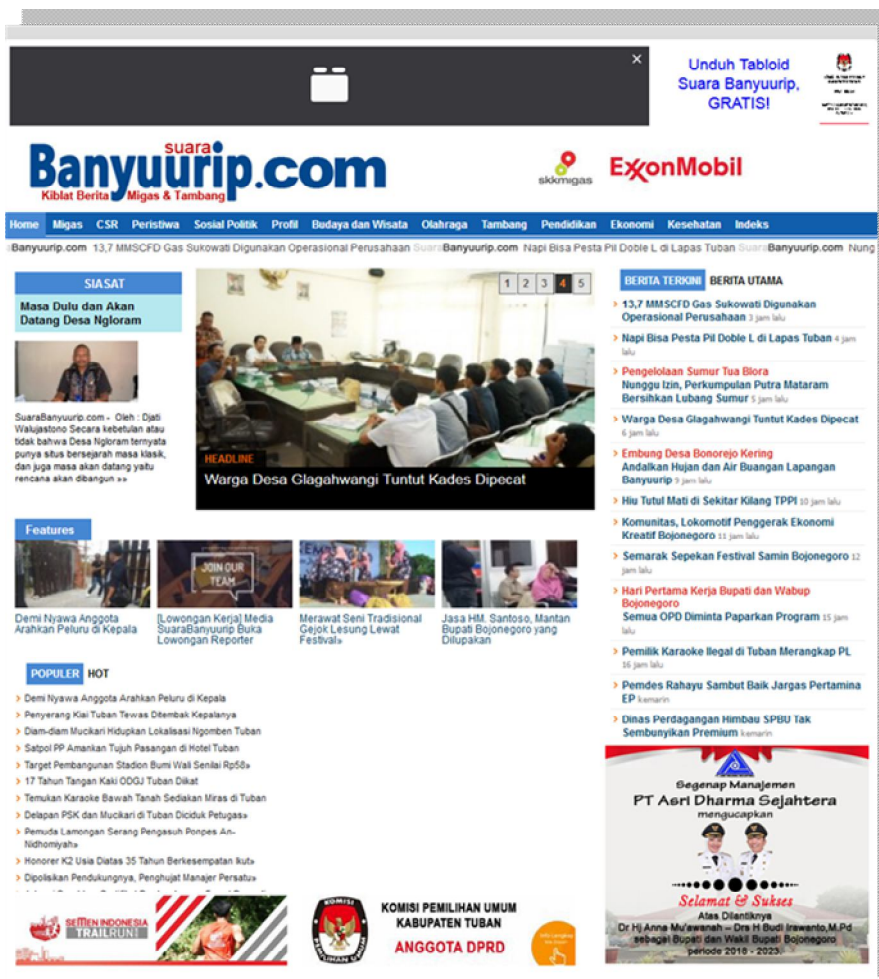 Unduh Tabloid
Suara Banyuurip,
GRATIS!
suara
Banyuurip.com
Kiblat Berita Migas & Tambang
skkmigas
ExxonMobil
Home Migas CSR Peristiwa Sosial Politik Profil Budaya dan Wisata Olahraga Tambang Pendidikan Ekonomi Kesehatan Indeks
Banyuurip.com 13,7 MMSCFD Gas Sukowati Digunakan Operasional Perusahaan SuaraBanyuurip.com Napi Bisa Pesta Pil Doble L di Lapas Tuban SuaraBanyuurip.com Nung
SIASAT
Masa Dulu dan Akan
Datang Desa Ngloram
SuaraBanyuurip.com - Oleh : Djati
Walujastono Secara kebetulan atau
tidak bahwa Desa Ngloram ternyata
punya situs bersejarah masa klasik,
dan juga masa akan datang yaitu
rencana akan dibangun »»
1 2 3 4 5
HEADLINE
Warga Desa Glagahwangi Tuntut Kades Dipecat
Features
JOIN OUR
TEAM
Demi Nyawa Anggota
Arahkan Peluru di Kepala
[Lowongan Kerja] Media
SuaraBanyuurip Buka
Lowongan Reporter
Merawat Seni Tradisional
Gejok Lesung Lewat
Festival»
Jasa HM. Santoso, Mantan
Bupati Bojonegoro yang
Dilupakan
POPULER HOT
Demi Nyawa Anggota Arahkan Peluru di Kepala
Penyerang Kiai Tuban Tewas Ditembak Kepalanya
Diam-diam Mucikari Hidupkan Lokalisasi Ngomben Tuban
Satpol PP Amankan Tujuh Pasangan di Hotel Tuban
Target Pembangunan Stadion Bumi Wali Senilai Rp58»
17 Tahun Tangan Kaki ODGJ Tuban Diikat
Temukan Karaoke Bawah Tanah Sediakan Miras di Tuban
Delapan PSK dan Mucikari di Tuban Diciduk Petugas»
Pemuda Lamongan Serang Pengasuh Ponpes An-
Nidhomiyah»
Honorer K2 Usia Diatas 35 Tahun Berkesempatan Ikut»
Dipolisikan Pendukungnya, Penghujat Manajer Persatu»
BERITA TERKINI BERITA UTAMA
13,7 MMSCFD Gas Sukowati Digunakan
Operasional Perusahaan 3 jam lalu
Napi Bisa Pesta Pil Doble L di Lapas Tuban 4 jam
lalu
Pengelolaan Sumur Tua Blora
Nunggu Izin, Perkumpulan Putra Mataram
Bersihkan Lubang Sumur 5 jam lalu
Warga Desa Glagahwangi Tuntut Kades Dipecat
6 jam lalu
Embung Desa Bonorejo Kering
Andalkan Hujan dan Air Buangan Lapangan
Banyuurip 9 jam lalu
Hiu Tutul Mati di Sekitar Kilang TPPI 10 jam lalu
Komunitas, Lokomotif Penggerak Ekonomi
Kreatif Bojonegoro 11 jam lalu
Semarak Sepekan Festival Samin Bojonegoro 12
jam lalu
Hari Pertama Kerja Bupati dan Wabup
Bojonegoro
Semua OPD Diminta Paparkan Program 15 jam
lalu
Pemilik Karaoke Ilegal di Tuban Merangkap PL
16 jam lalu
Pemdes Rahayu Sambut Baik Jargas Pertamina
EP kemarin
Dinas Perdagangan Himbau SPBU Tak
Sembunyikan Premium kemarin
Segenap Manajemen
PT Asri Dharma Sejahtera
mengucapkan
Selamat & Sukses
Atas Dilantiknya
Dr Hj Anna Mu'awanah – Drs H Budi Irawanto,M.Pd
sebagai Bupati dan Wakil Bupati Bojonegoro
periode 2018 - 2023.
SEMEN INDONESIA
TRAILRUN
KOMISI
PEMILIHAN UMUM
KOMISI PEMILIHAN UMUM
KABUPATEN TUBAN
ANGGOTA DPRD